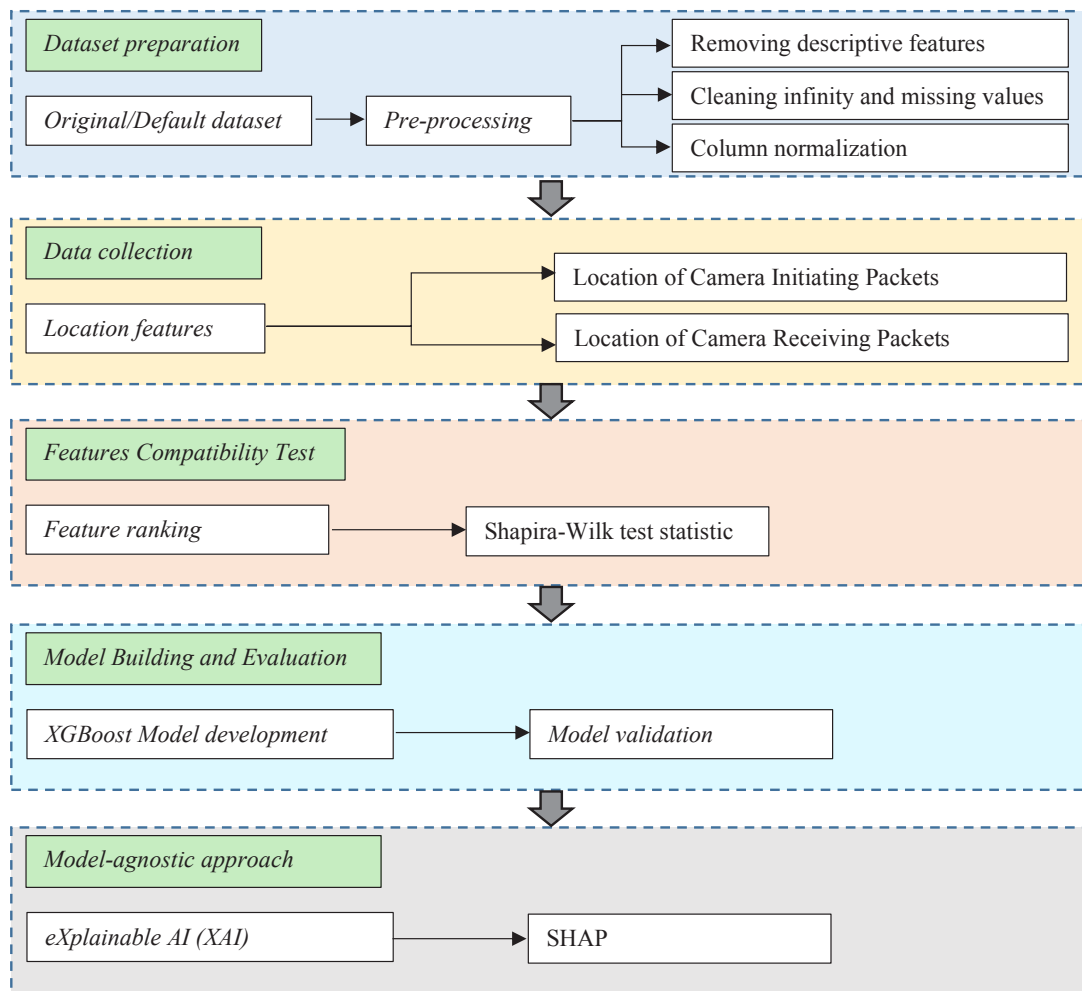 Dataset preparation
Original/Default dataset
Pre-processing
Removing descriptive features
Cleaning infinity and missing values
Column normalization
Data collection
Location features
Location of Camera Initiating Packets
Location of Camera Receiving Packets
Features Compatibility Test
Feature ranking
Shapira-Wilk test statistic
Model Building and Evaluation
XGBoost Model development
Model validation
Model-agnostic approach
eXplainable AI (XAI)
SHAP